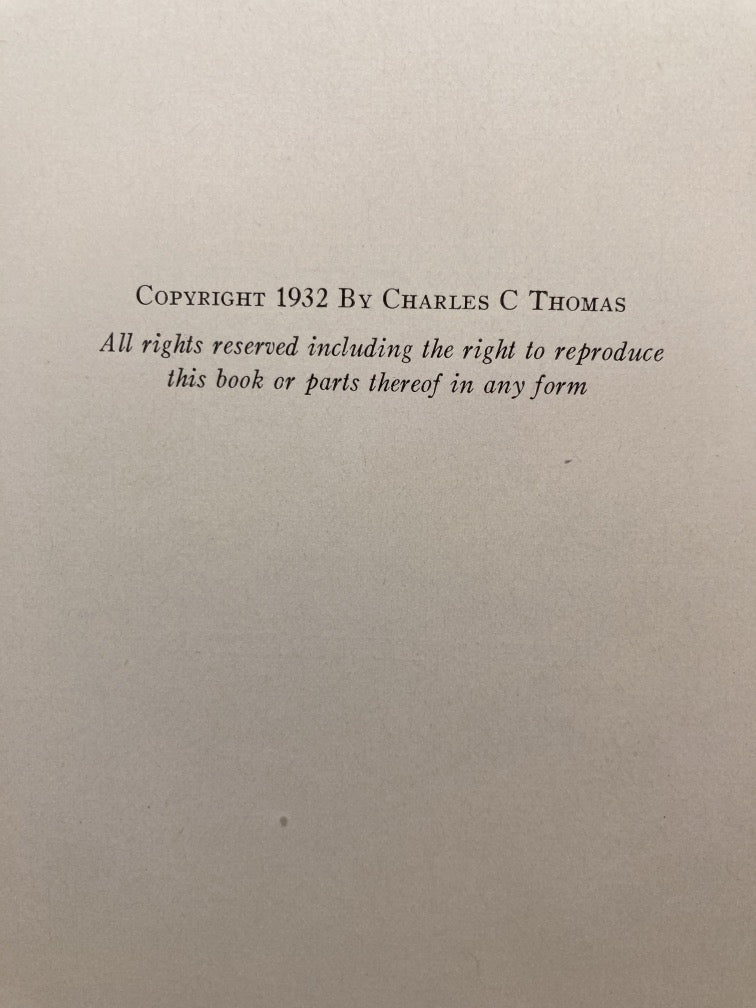 Copyright 1932 By Charles C Thomas
All rights reserved including the right to reproduce
this book or parts thereof in any form